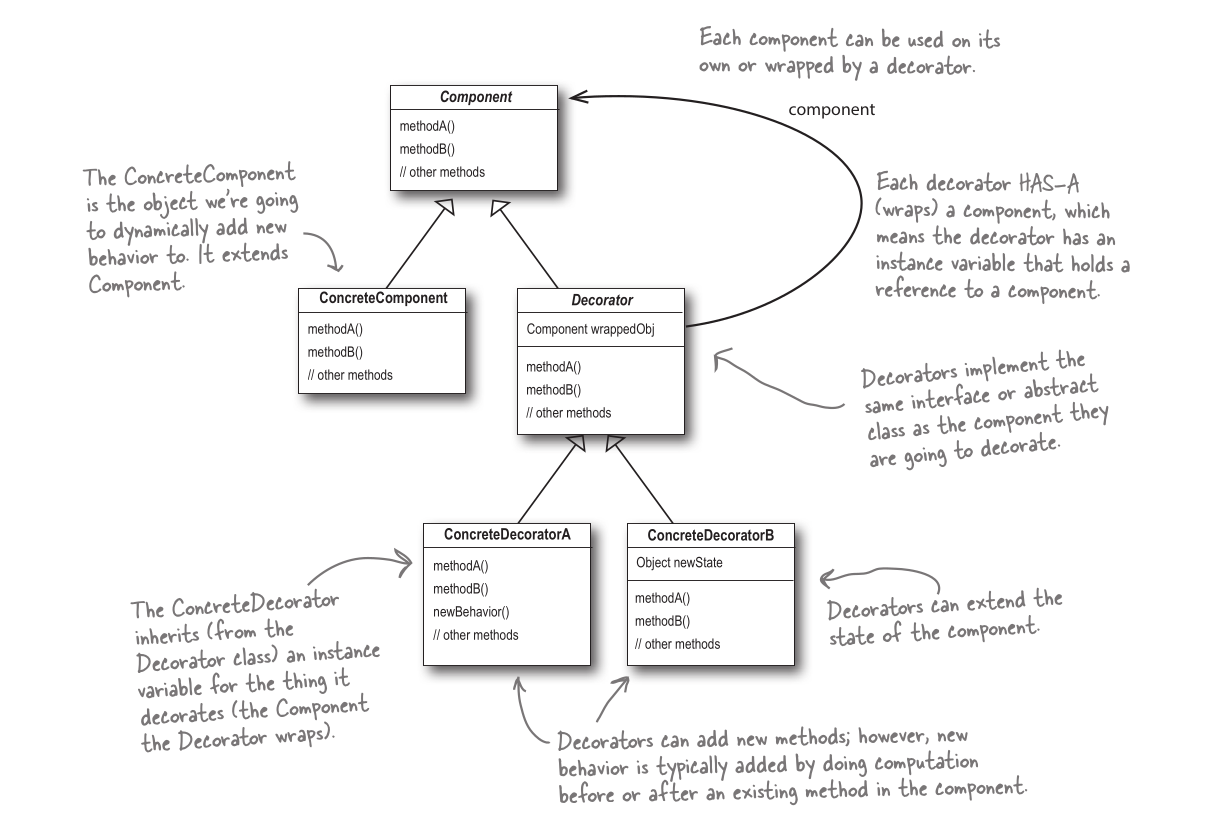 Each component can be used on its
own or wrapped by a decorator.
Component
methodA()
methodB()
// other methods
component
The ConcreteComponent
is the object we're going
to dynamically add new
behavior to. It extends
Component.
Each decorator HAS-A
(wraps) a component, which
means the decorator has an
instance variable that holds a
reference to a component.
ConcreteComponent
methodA()
methodB()
// other methods
Decorator
Component wrappedObj
methodA()
methodB()
// other methods
Decorators implement the
same interface or abstract
class as the component they
are going to decorate.
ConcreteDecoratorA
methodA()
methodB()
newBehavior()
// other methods
ConcreteDecoratorB
Object newState
methodA()
methodB()
// other methods
The ConcreteDecorator
inherits (from the
Decorator class) an instance
variable for the thing it
decorates (the Component
the Decorator wraps).
Decorators can extend the
state of the component.
Decorators can add new methods; however, new
behavior is typically added by doing computation
before or after an existing method in the component.